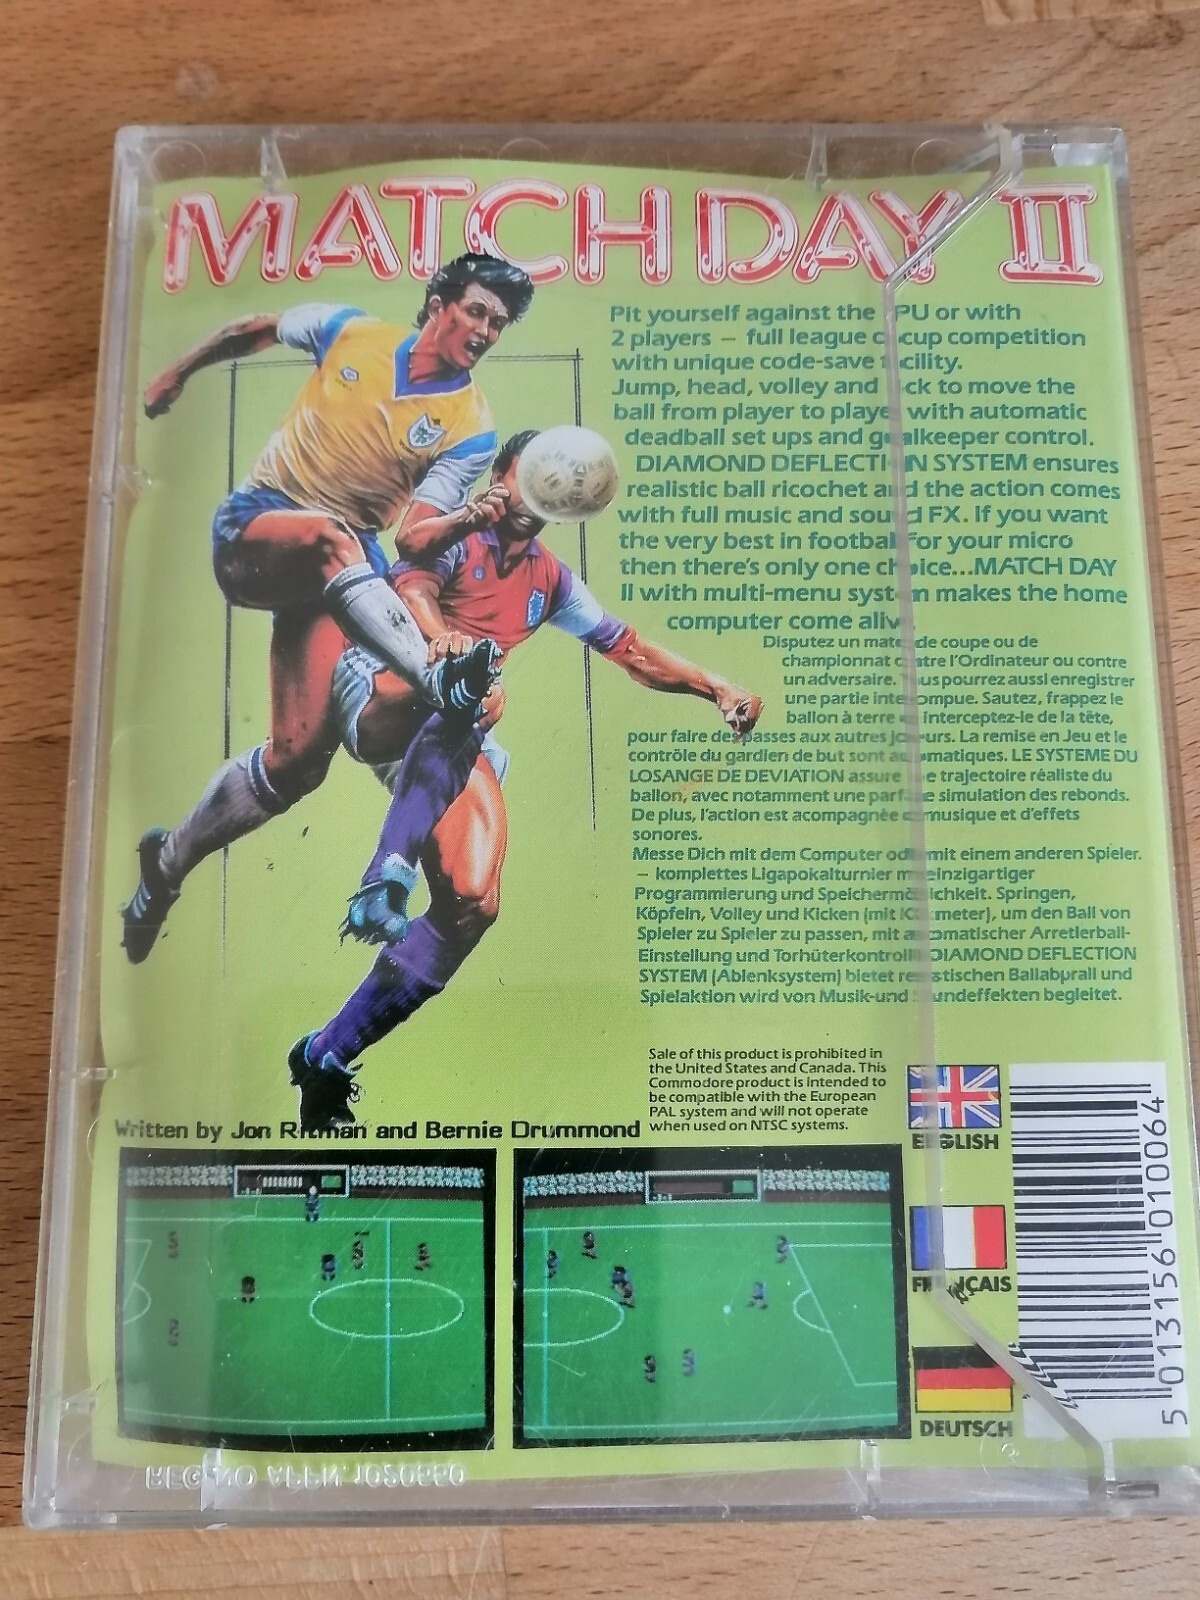 MATCH DAY II
Pit yourself against the PU or with
2 players – full league c cup competition
with unique code-save cility.
Jump, head, volley and ck to move the
ball from player to playe with automatic
deadball set ups and goalkeeper control.
DIAMOND DEFLECTION SYSTEM ensures
realistic ball ricochet and the action comes
with full music and sound FX. If you want
the very best in football for your micro
then there's only one choice...MATCH DAY
II with multi-menu system makes the home
computer come aliv
Disputez un match de coupe ou de
championnat contre l'Ordinateur ou contre
un adversaire. Vous pourrez aussi enregistrer
une partie interrompue. Sautez, frappez le
ballon à terre interceptez-le de la tête,
pour faire des passes aux autres joueurs. La remise en Jeu et le
contrôle du gardien de but sont automatiques. LE SYSTEME DU
LOSANGE DE DEVIATION assure e trajectoire réaliste du
ballon, avec notamment une parfaite simulation des rebonds.
De plus, l'action est acompagnèe musique et d'effets
sonores.
Messe Dich mit dem Computer oder mit einem anderen Spieler.
– komplettes Ligapokalturnier m einzigartiger
Programmierung und Speichermöglichkeit. Springen,
Köpfeln, Volley und Kicken (mit meter), um den Ball von
Spieler zu Spieler zu passen, mit automatischer Arretierball-
Einstellung und Torhüterkontroll DIAMOND DEFLECTION
SYSTEM (Ablenksystem) bietet realistischen Ballabprall und
Spielaktion wird von Musik-und Soundeffekten begleitet.
Sale of this product is prohibited in
the United States and Canada. This
Commodore product is intended to
be compatible with the European
PAL system and will not operate
when used on NTSC systems.
Written by Jon Ritman and Bernie Drummond
ENGLISH
FRANCAIS
DEUTSCH
5 013156 010064
REG. NO APPN. 1020550